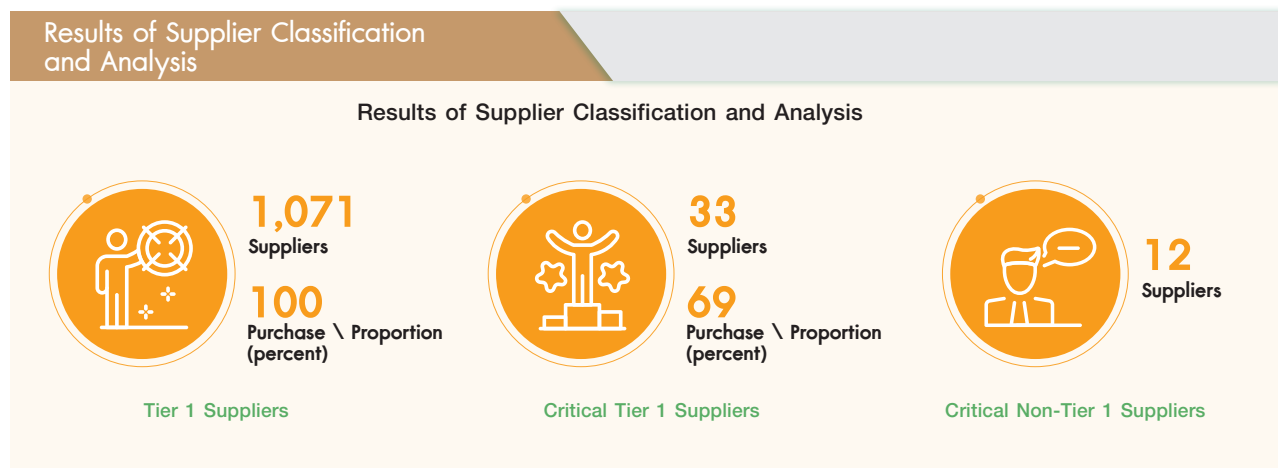 Results of Supplier Classification
and Analysis
Results of Supplier Classification and Analysis
1,071
Suppliers
100
Purchase \ Proportion
(percent)
Tier 1 Suppliers
33
Suppliers
69
Purchase \ Proportion
(percent)
Critical Tier 1 Suppliers
12
Suppliers
Critical Non-Tier 1 Suppliers